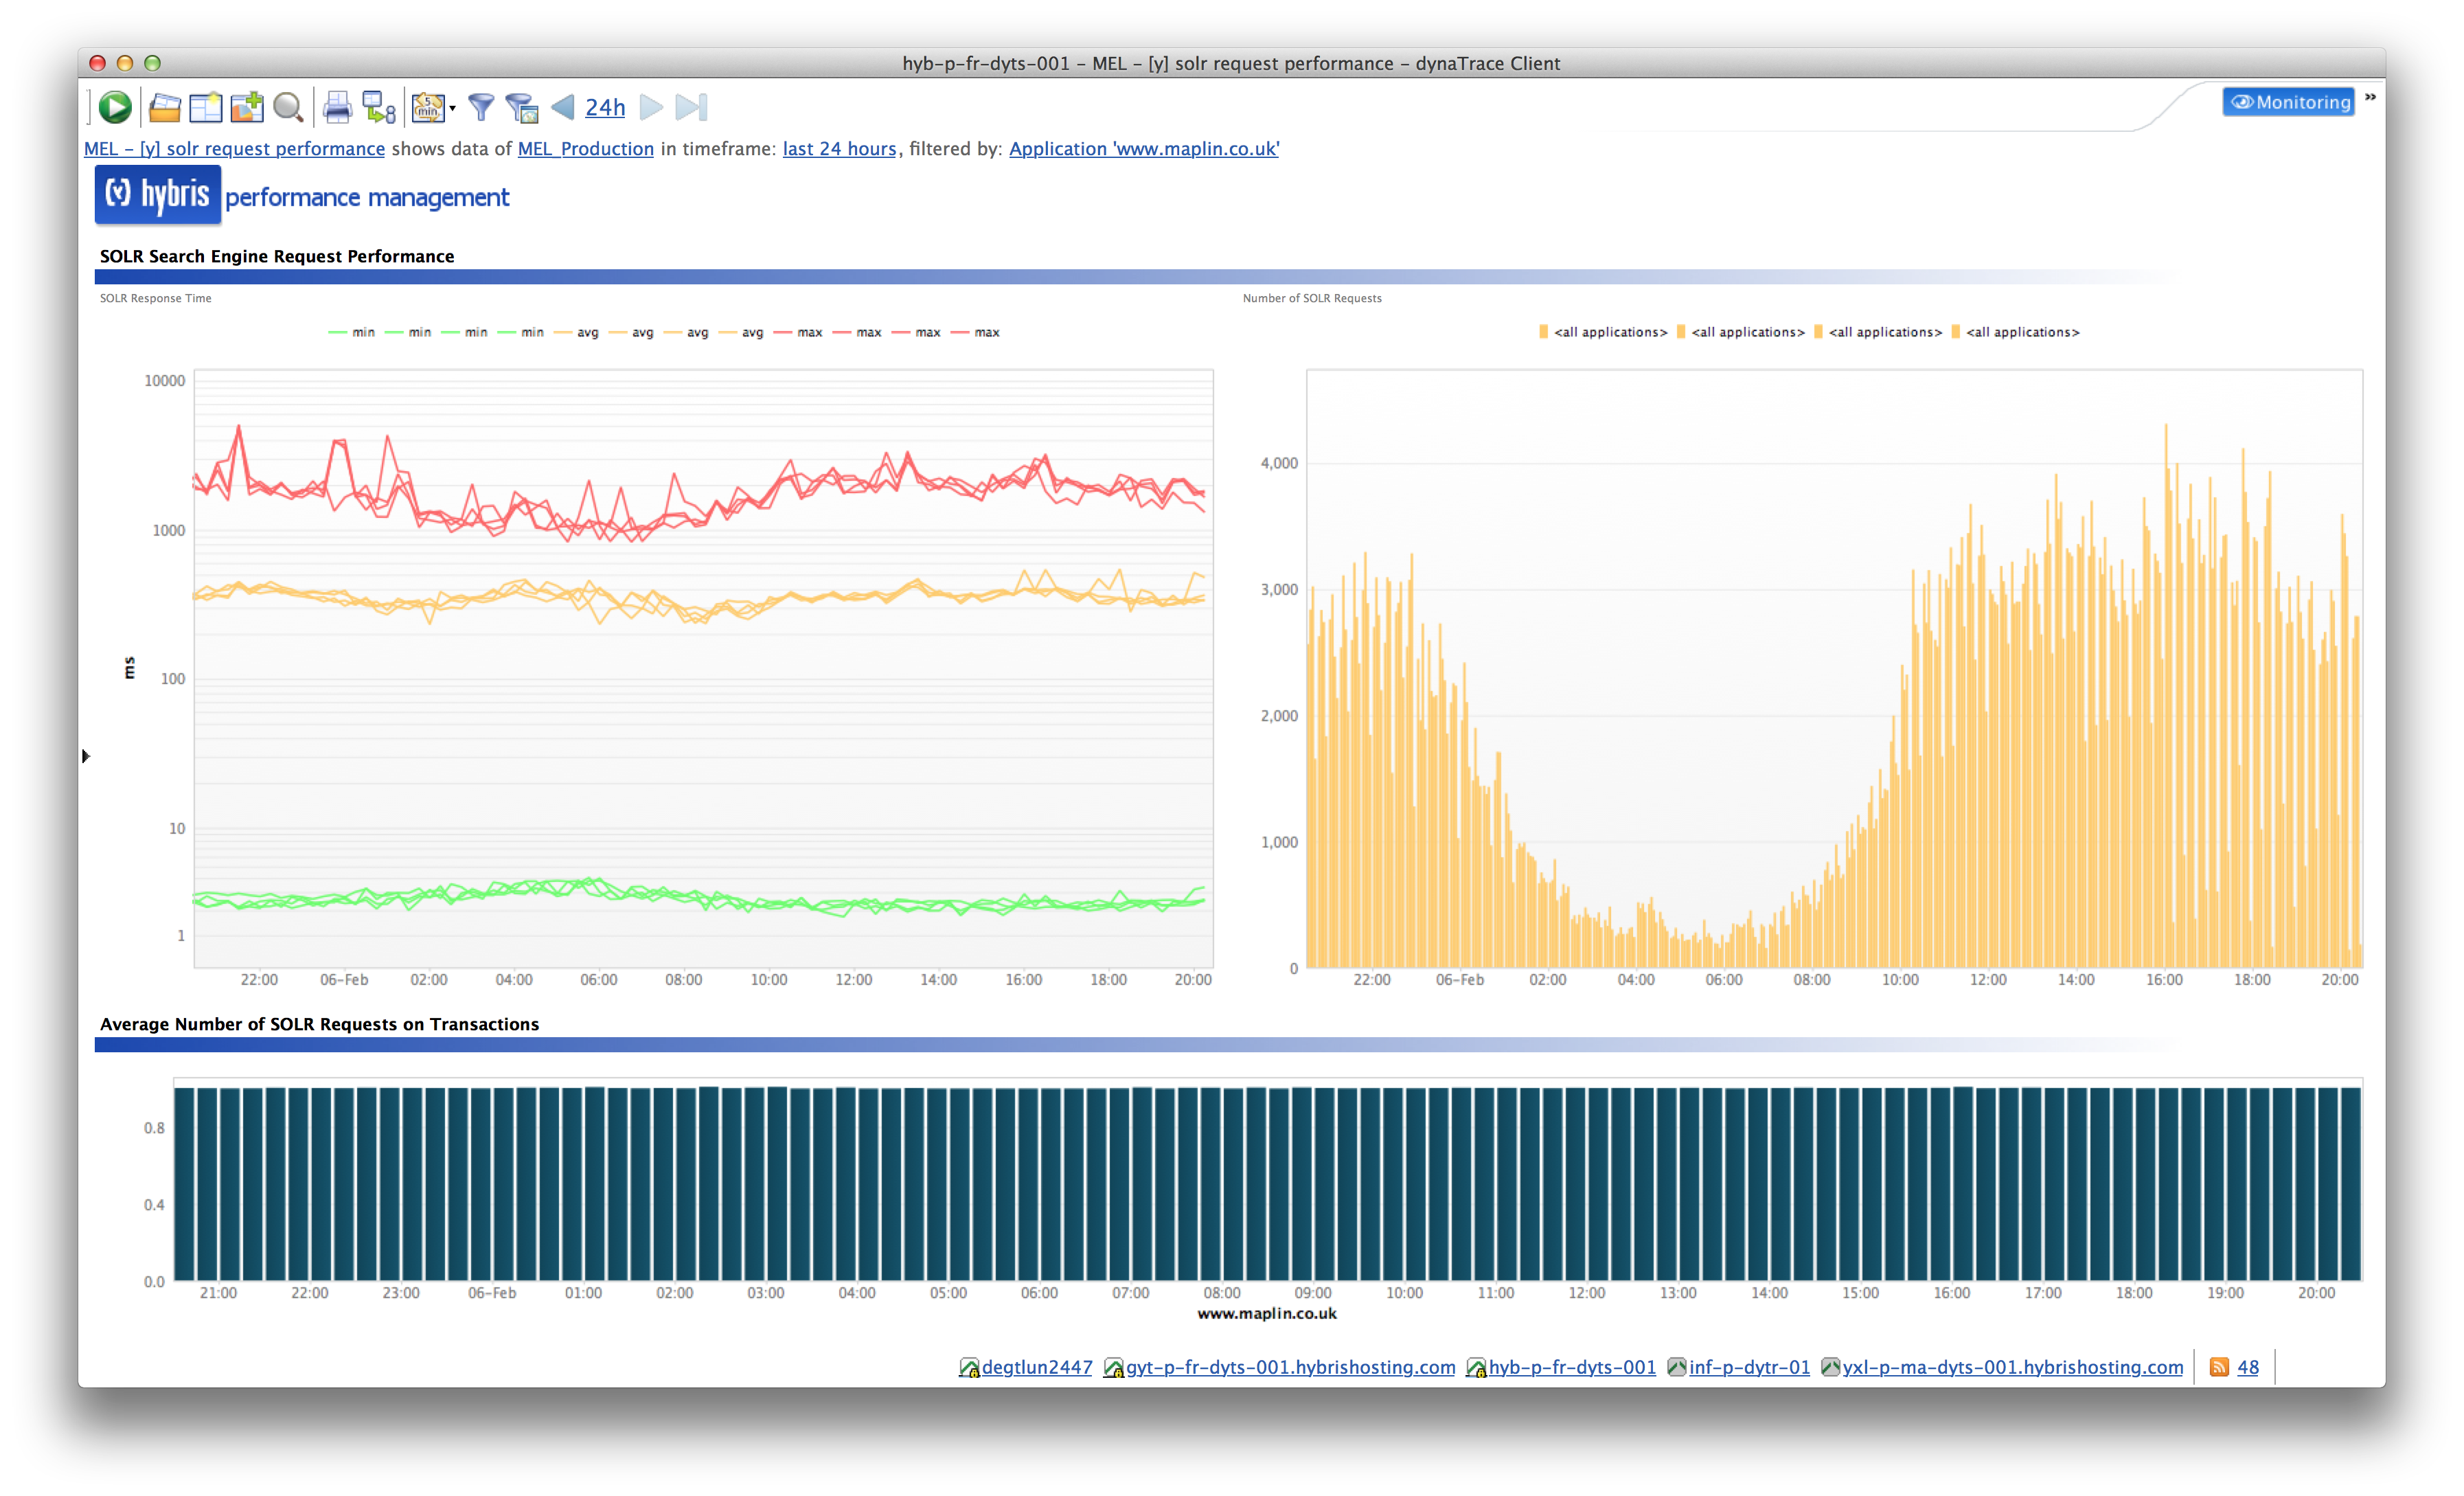 hyb-p-fr-dyts-001 – MEL – [y] solr request performance – dynaTrace Client
5 min 24h Monitoring »
MEL – [y] solr request performance shows data of MEL_Production in timeframe: last 24 hours, filtered by: Application 'www.maplin.co.uk'
(y) hybris performance management
SOLR Search Engine Request Performance
SOLR Response Time
min min min min avg avg avg avg max max max max
10000
1000
100
10
1
ms
22:00 06-Feb 02:00 04:00 06:00 08:00 10:00 12:00 14:00 16:00 18:00 20:00
Number of SOLR Requests
<all applications> <all applications> <all applications> <all applications>
4,000
3,000
2,000
1,000
0
22:00 06-Feb 02:00 04:00 06:00 08:00 10:00 12:00 14:00 16:00 18:00 20:00
Average Number of SOLR Requests on Transactions
0.8
0.4
0.0
21:00 22:00 23:00 06-Feb 01:00 02:00 03:00 04:00 05:00 06:00 07:00 08:00 09:00 10:00 11:00 12:00 13:00 14:00 15:00 16:00 17:00 18:00 19:00 20:00
www.maplin.co.uk
degtlun2447 gyt-p-fr-dyts-001.hybrishosting.com hyb-p-fr-dyts-001 inf-p-dytr-01 yxl-p-ma-dyts-001.hybrishosting.com 48